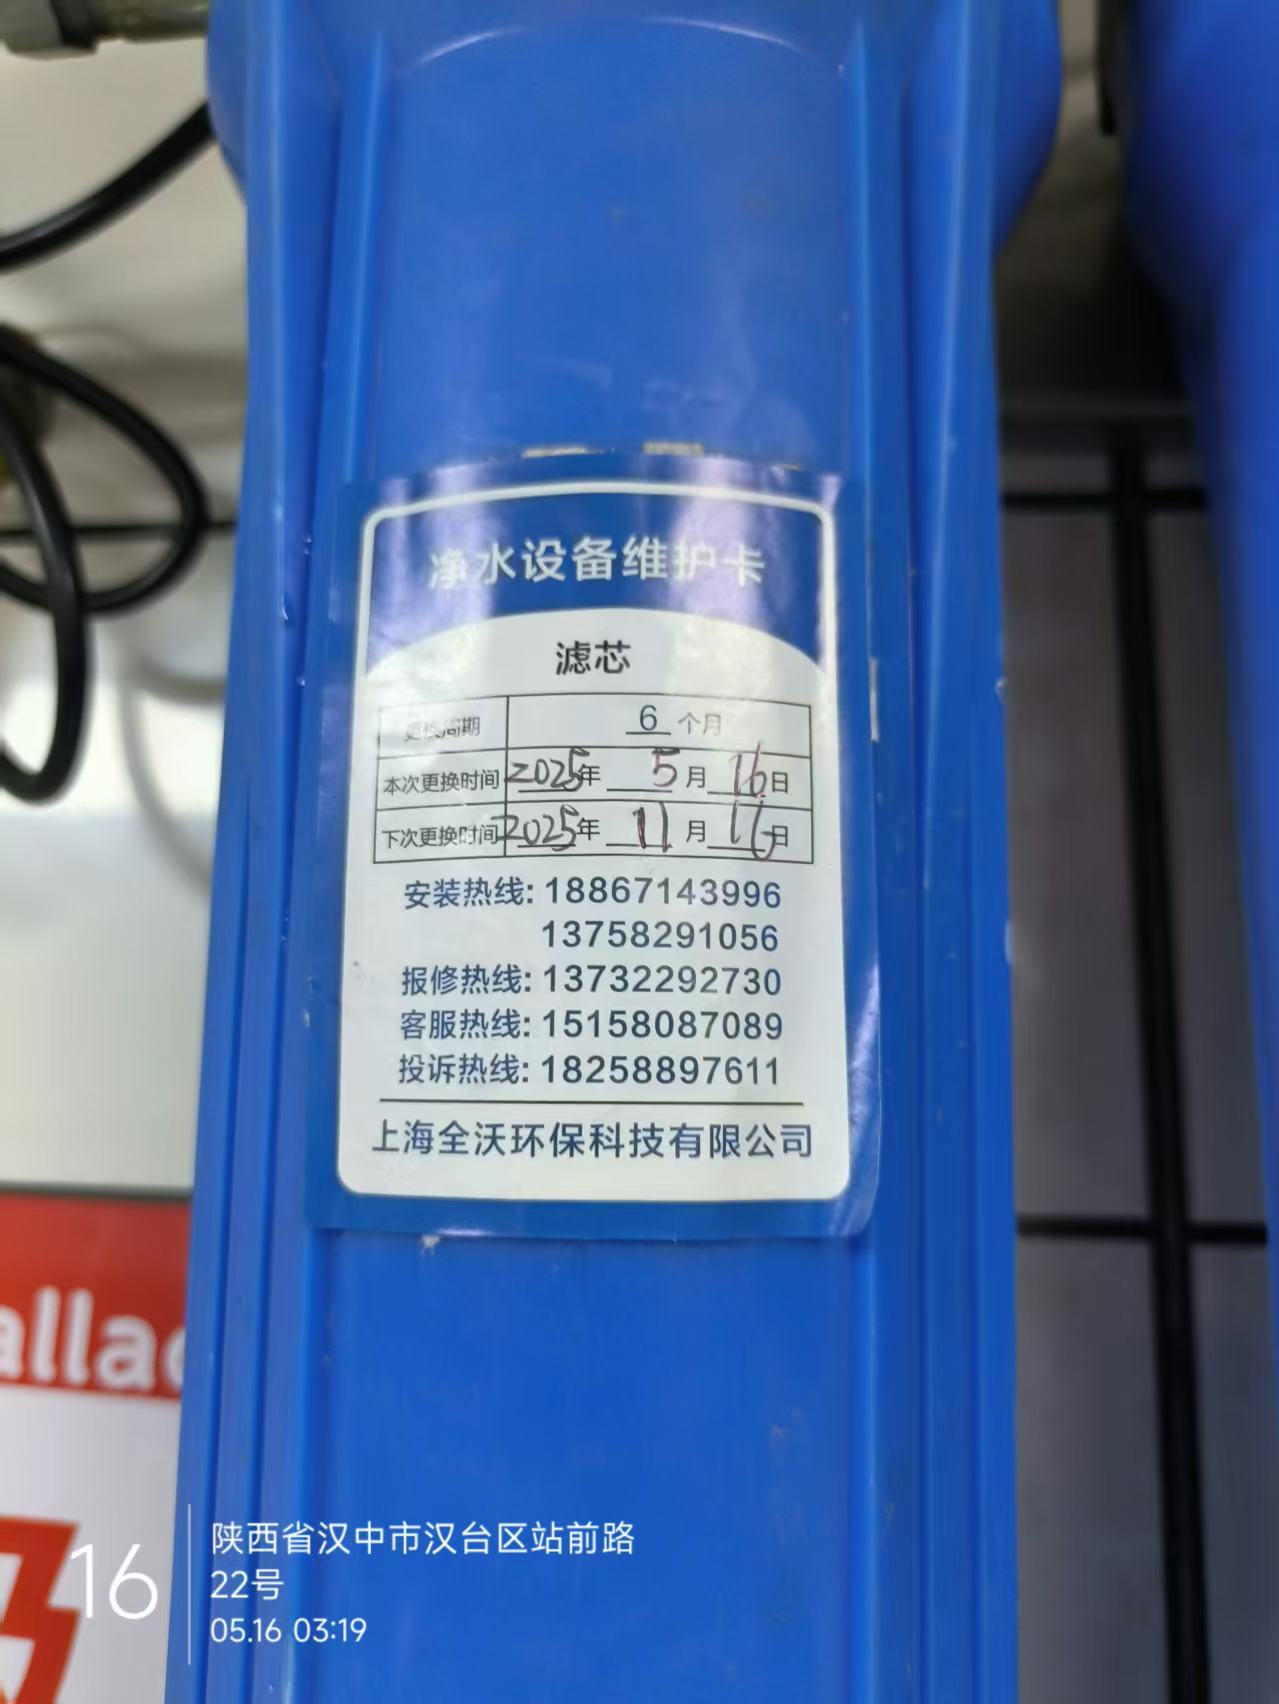 净水设备维护卡
滤芯
更换周期 6 个月
本次更换时间 2025年 5月 16日
下次更换时间 2025年 11月 16日
安装热线: 18867143996
13758291056
报修热线: 13732292730
客服热线: 15158087089
投诉热线: 18258897611
上海全沃环保科技有限公司
allac
16
陕西省汉中市汉台区站前路
22号
05.16 03:19